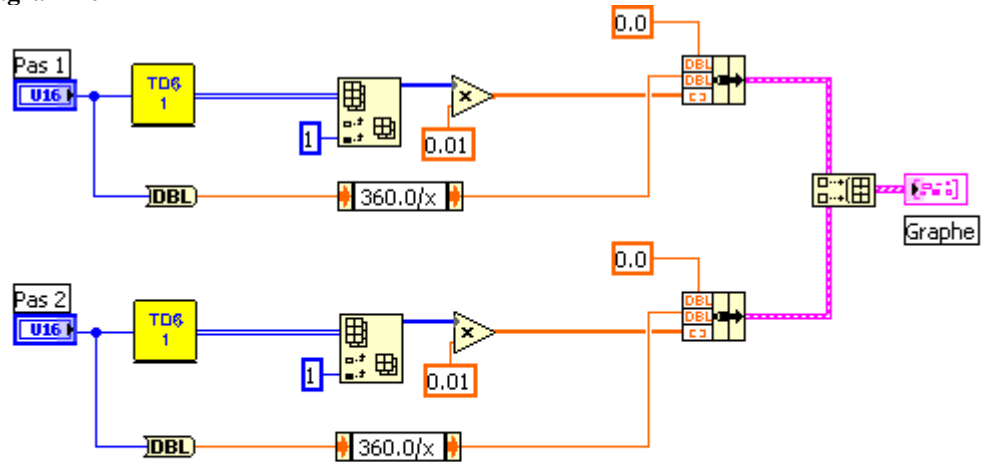 0.0
Pas 1
U16
TD6
1
DBL
DBL
1
0.01
DBL
360.0/x
Graphe
0.0
Pas 2
U16
TD6
1
DBL
DBL
1
0.01
DBL
360.0/x